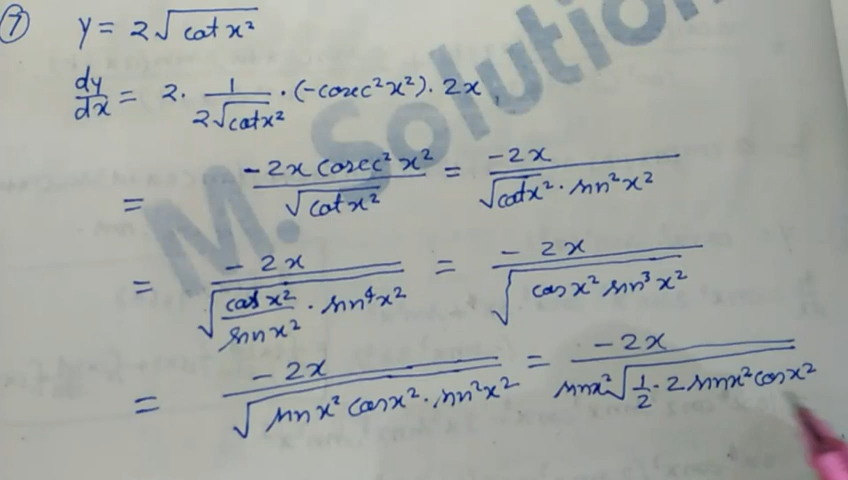 7 y = 2√cot x²
dy/dx = 2 · 1/(2√cot x²) · (-cosec² x²) · 2x,
= -2x cosec² x² / √cot x² = -2x / (√cot x² · sin² x²)
= -2x / √(cos x² / sin x² · sin⁴ x²) = -2x / √(cos x² sin³ x²)
= -2x / √(sin x² cos x² · sin² x²) = -2x / (sin x² √(1/2 · 2 sin x² cos x²))
M. Solution